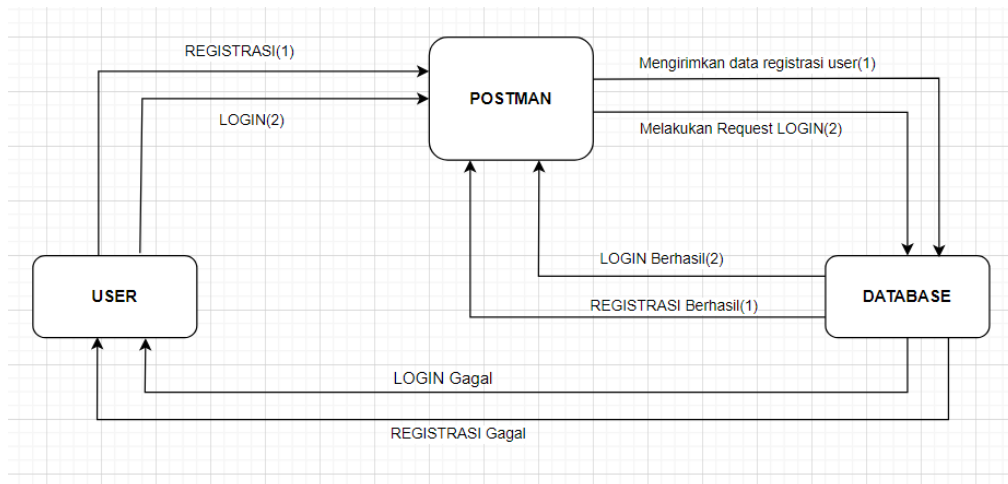 REGISTRASI(1)
Mengirimkan data registrasi user(1)
POSTMAN
LOGIN(2)
Melakukan Request LOGIN(2)
LOGIN Berhasil(2)
USER
REGISTRASI Berhasil(1)
DATABASE
LOGIN Gagal
REGISTRASI Gagal